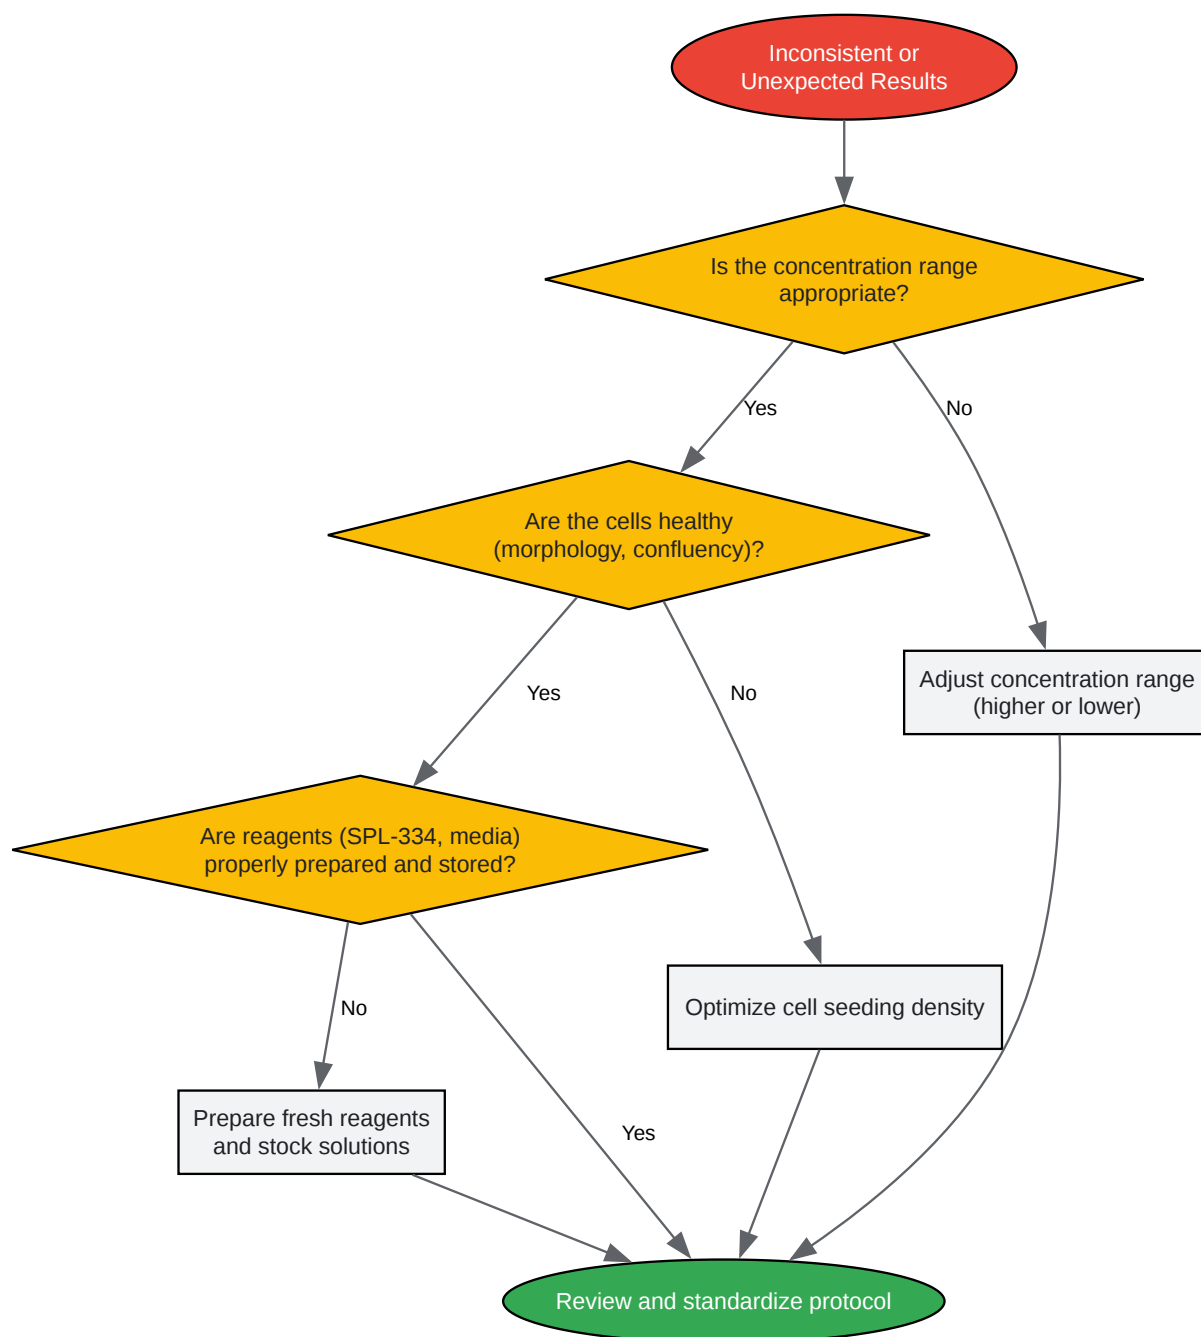 Inconsistent or
Unexpected Results
Is the concentration range
appropriate?
Yes
No
Are the cells healthy
(morphology, confluency)?
Yes
No
Adjust concentration range
(higher or lower)
Are reagents (SPL-334, media)
properly prepared and stored?
No
Yes
Optimize cell seeding density
Prepare fresh reagents
and stock solutions
Review and standardize protocol